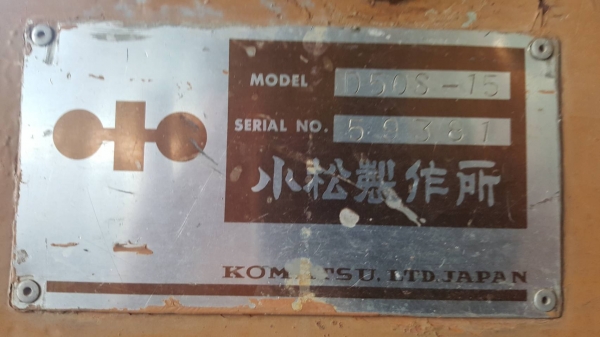 MODEL D50S-15
SERIAL NO. 59381
小松製作所
KOMATSU. LTD. JAPAN